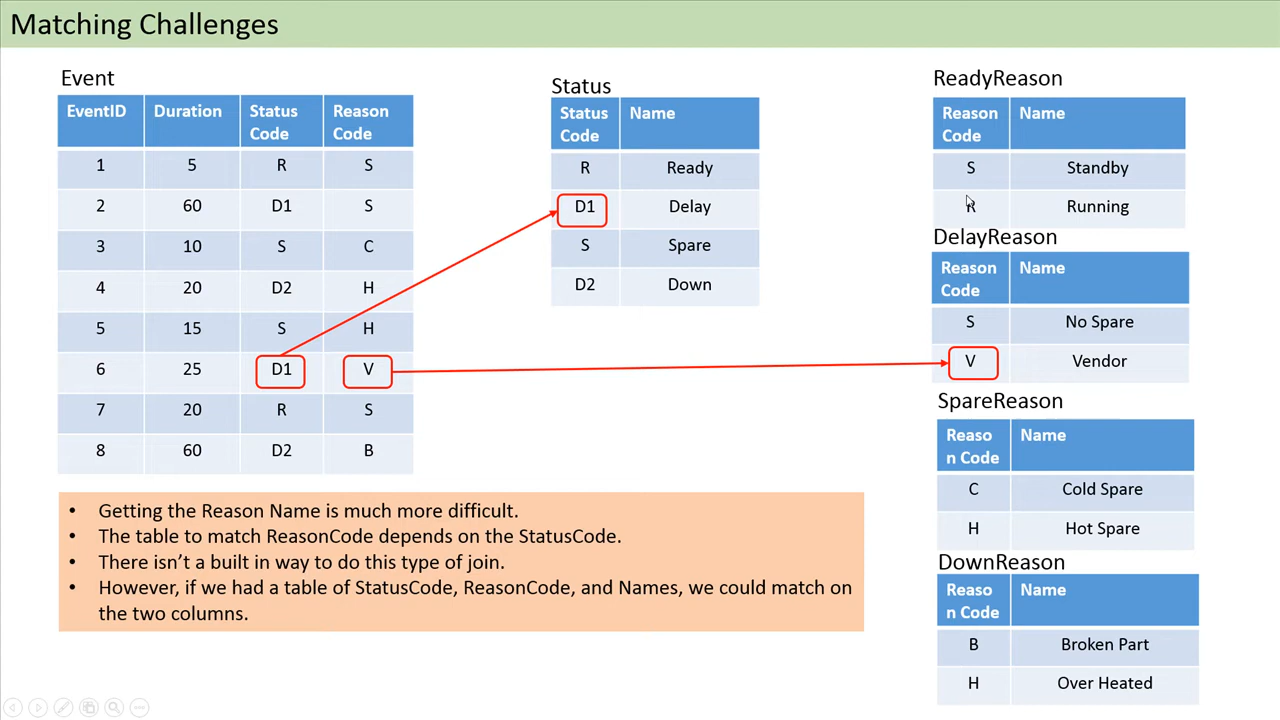 Matching Challenges
Event
EventID Duration Status Code Reason Code
1 5 R S
2 60 D1 S
3 10 S C
4 20 D2 H
5 15 S H
6 25 D1 V
7 20 R S
8 60 D2 B
Status
Status Code Name
R Ready
D1 Delay
S Spare
D2 Down
ReadyReason
Reason Code Name
S Standby
R Running
DelayReason
Reason Code Name
S No Spare
V Vendor
SpareReason
Reaso
n Code Name
C Cold Spare
H Hot Spare
DownReason
Reaso
n Code Name
B Broken Part
H Over Heated
• Getting the Reason Name is much more difficult.
• The table to match ReasonCode depends on the StatusCode.
• There isn’t a built in way to do this type of join.
• However, if we had a table of StatusCode, ReasonCode, and Names, we could match on
the two columns.